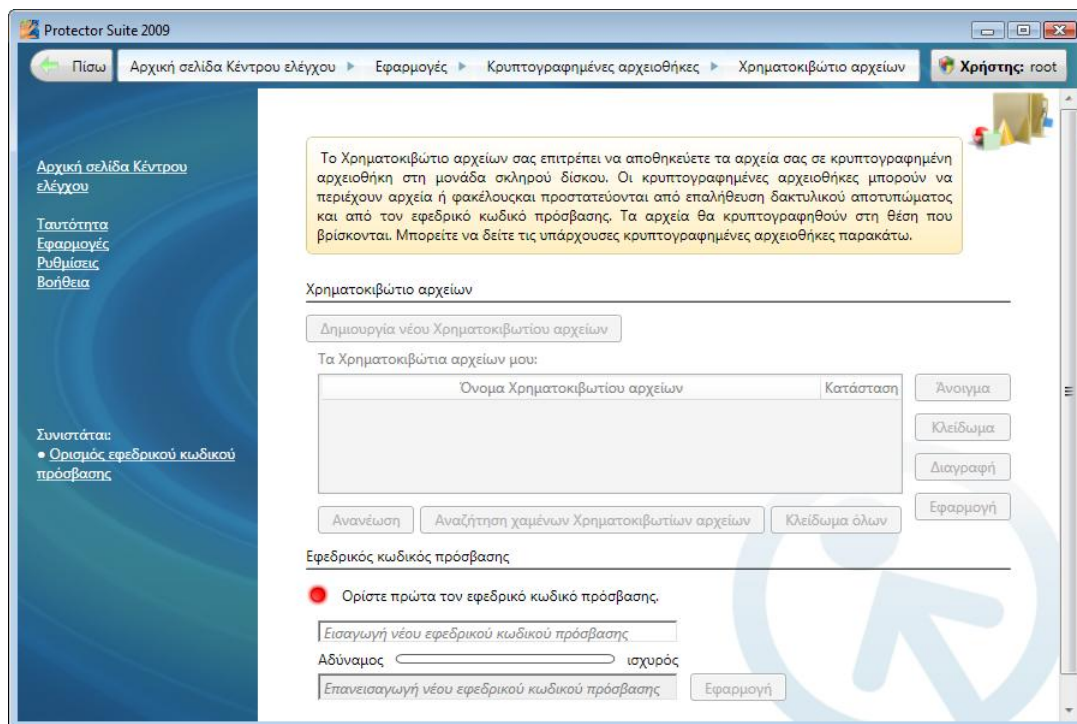 Protector Suite 2009
Πίσω
Αρχική σελίδα Κέντρου ελέγχου
Εφαρμογές
Κρυπτογραφημένες αρχειοθήκες
Χρηματοκιβώτιο αρχείων
Χρήστης: root
Αρχική σελίδα Κέντρου
ελέγχου
Ταυτότητα
Εφαρμογές
Ρυθμίσεις
Βοήθεια
Συνιστάται:
● Ορισμός εφεδρικού κωδικού
πρόσβασης
Το Χρηματοκιβώτιο αρχείων σας επιτρέπει να αποθηκεύετε τα αρχεία σας σε κρυπτογραφημένη
αρχειοθήκη στη μονάδα σκληρού δίσκου. Οι κρυπτογραφημένες αρχειοθήκες μπορούν να
περιέχουν αρχεία ή φακέλουςκαι προστατεύονται από επαλήθευση δακτυλικού αποτυπώματος
και από τον εφεδρικό κωδικό πρόσβασης. Τα αρχεία θα κρυπτογραφηθούν στη θέση που
βρίσκονται. Μπορείτε να δείτε τις υπάρχουσες κρυπτογραφημένες αρχειοθήκες παρακάτω.
Χρηματοκιβώτιο αρχείων
Δημιουργία νέου Χρηματοκιβωτίου αρχείων
Τα Χρηματοκιβώτια αρχείων μου:
Όνομα Χρηματοκιβωτίου αρχείων
Κατάσταση
Άνοιγμα
Κλείδωμα
Διαγραφή
Εφαρμογή
Ανανέωση
Αναζήτηση χαμένων Χρηματοκιβωτίων αρχείων
Κλείδωμα όλων
Εφεδρικός κωδικός πρόσβασης
Ορίστε πρώτα τον εφεδρικό κωδικό πρόσβασης.
Εισαγωγή νέου εφεδρικού κωδικού πρόσβασης
Αδύναμος
ισχυρός
Επανεισαγωγή νέου εφεδρικού κωδικού πρόσβασης
Εφαρμογή